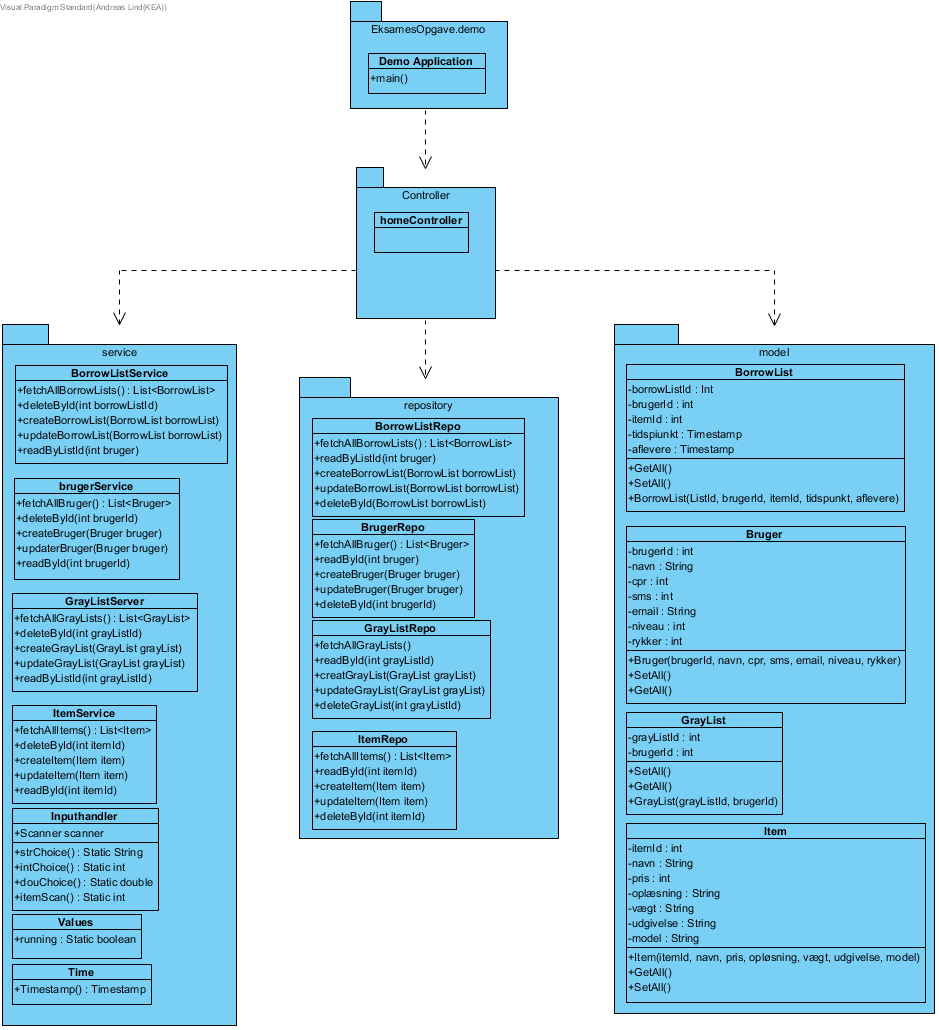 Visual Paradigm Standard(Andreas Lind(KEA))
EksamesOpgave.demo
Demo Application
+main()
Controller
homeController
service
BorrowListService
+fetchAllBorrowLists() : List<BorrowList>
+deleteById(int borrowListId)
+createBorrowList(BorrowList borrowList)
+updateBorrowList(BorrowList borrowList)
+readByListId(int bruger)
brugerService
+fetchAllBruger() : List<Bruger>
+deleteById(int brugerId)
+createBruger(Bruger bruger)
+updaterBruger(Bruger bruger)
+readById(int brugerId)
GrayListServer
+fetchAllGrayLists() : List<GrayList>
+deleteById(int grayListId)
+createGrayList(GrayList grayList)
+updateGrayList(GrayList grayList)
+readByListId(int grayListId)
ItemService
+fetchAllItems() : List<Item>
+deleteById(int itemId)
+createItem(Item item)
+updateItem(Item item)
+readById(int itemId)
Inputhandler
+Scanner scanner
+strChoice() : Static String
+intChoice() : Static int
+douChoice() : Static double
+itemScan() : Static int
Values
+running : Static boolean
Time
+Timestamp() : Timestamp
repository
BorrowListRepo
+fetchAllBorrowLists() : List<BorrowList>
+readByListId(int bruger)
+createBorrowList(BorrowList borrowList)
+updateBorrowList(BorrowList borrowList)
+deleteById(BorrowList borrowList)
BrugerRepo
+fetchAllBruger() : List<Bruger>
+readById(int bruger)
+createBruger(Bruger bruger)
+updateBruger(Bruger bruger)
+deleteById(int brugerId)
GrayListRepo
+fetchAllGrayLists()
+readById(int grayListId)
+creatGrayList(GrayList grayList)
+updateGrayList(GrayList grayList)
+deleteGrayList(int grayListId)
ItemRepo
+fetchAllItems() : List<Item>
+readById(int itemId)
+createItem(Item item)
+updateItem(Item item)
+deleteById(int itemId)
model
BorrowList
-borrowListId : Int
-brugerId : int
-itemId : int
-tidspiunkt : Timestamp
-aflevere : Timestamp
+GetAll()
+SetAll()
+BorrowList(ListId, brugerId, itemId, tidspunkt, aflevere)
Bruger
-brugerId : int
-navn : String
-cpr : int
-sms : int
-email : String
-niveau : int
-rykker : int
+Bruger(brugerId, navn, cpr, sms, email, niveau, rykker)
+SetAll()
+GetAll()
GrayList
-grayListId : int
-brugerId : int
+SetAll()
+GetAll()
+GrayList(grayListId, brugerId)
Item
-itemId : int
-navn : String
-pris : int
-oplæsning : String
-vægt : String
-udgivelse : String
-model : String
+Item(itemId, navn, pris, opløsning, vægt, udgivelse, model)
+GetAll()
+SetAll()